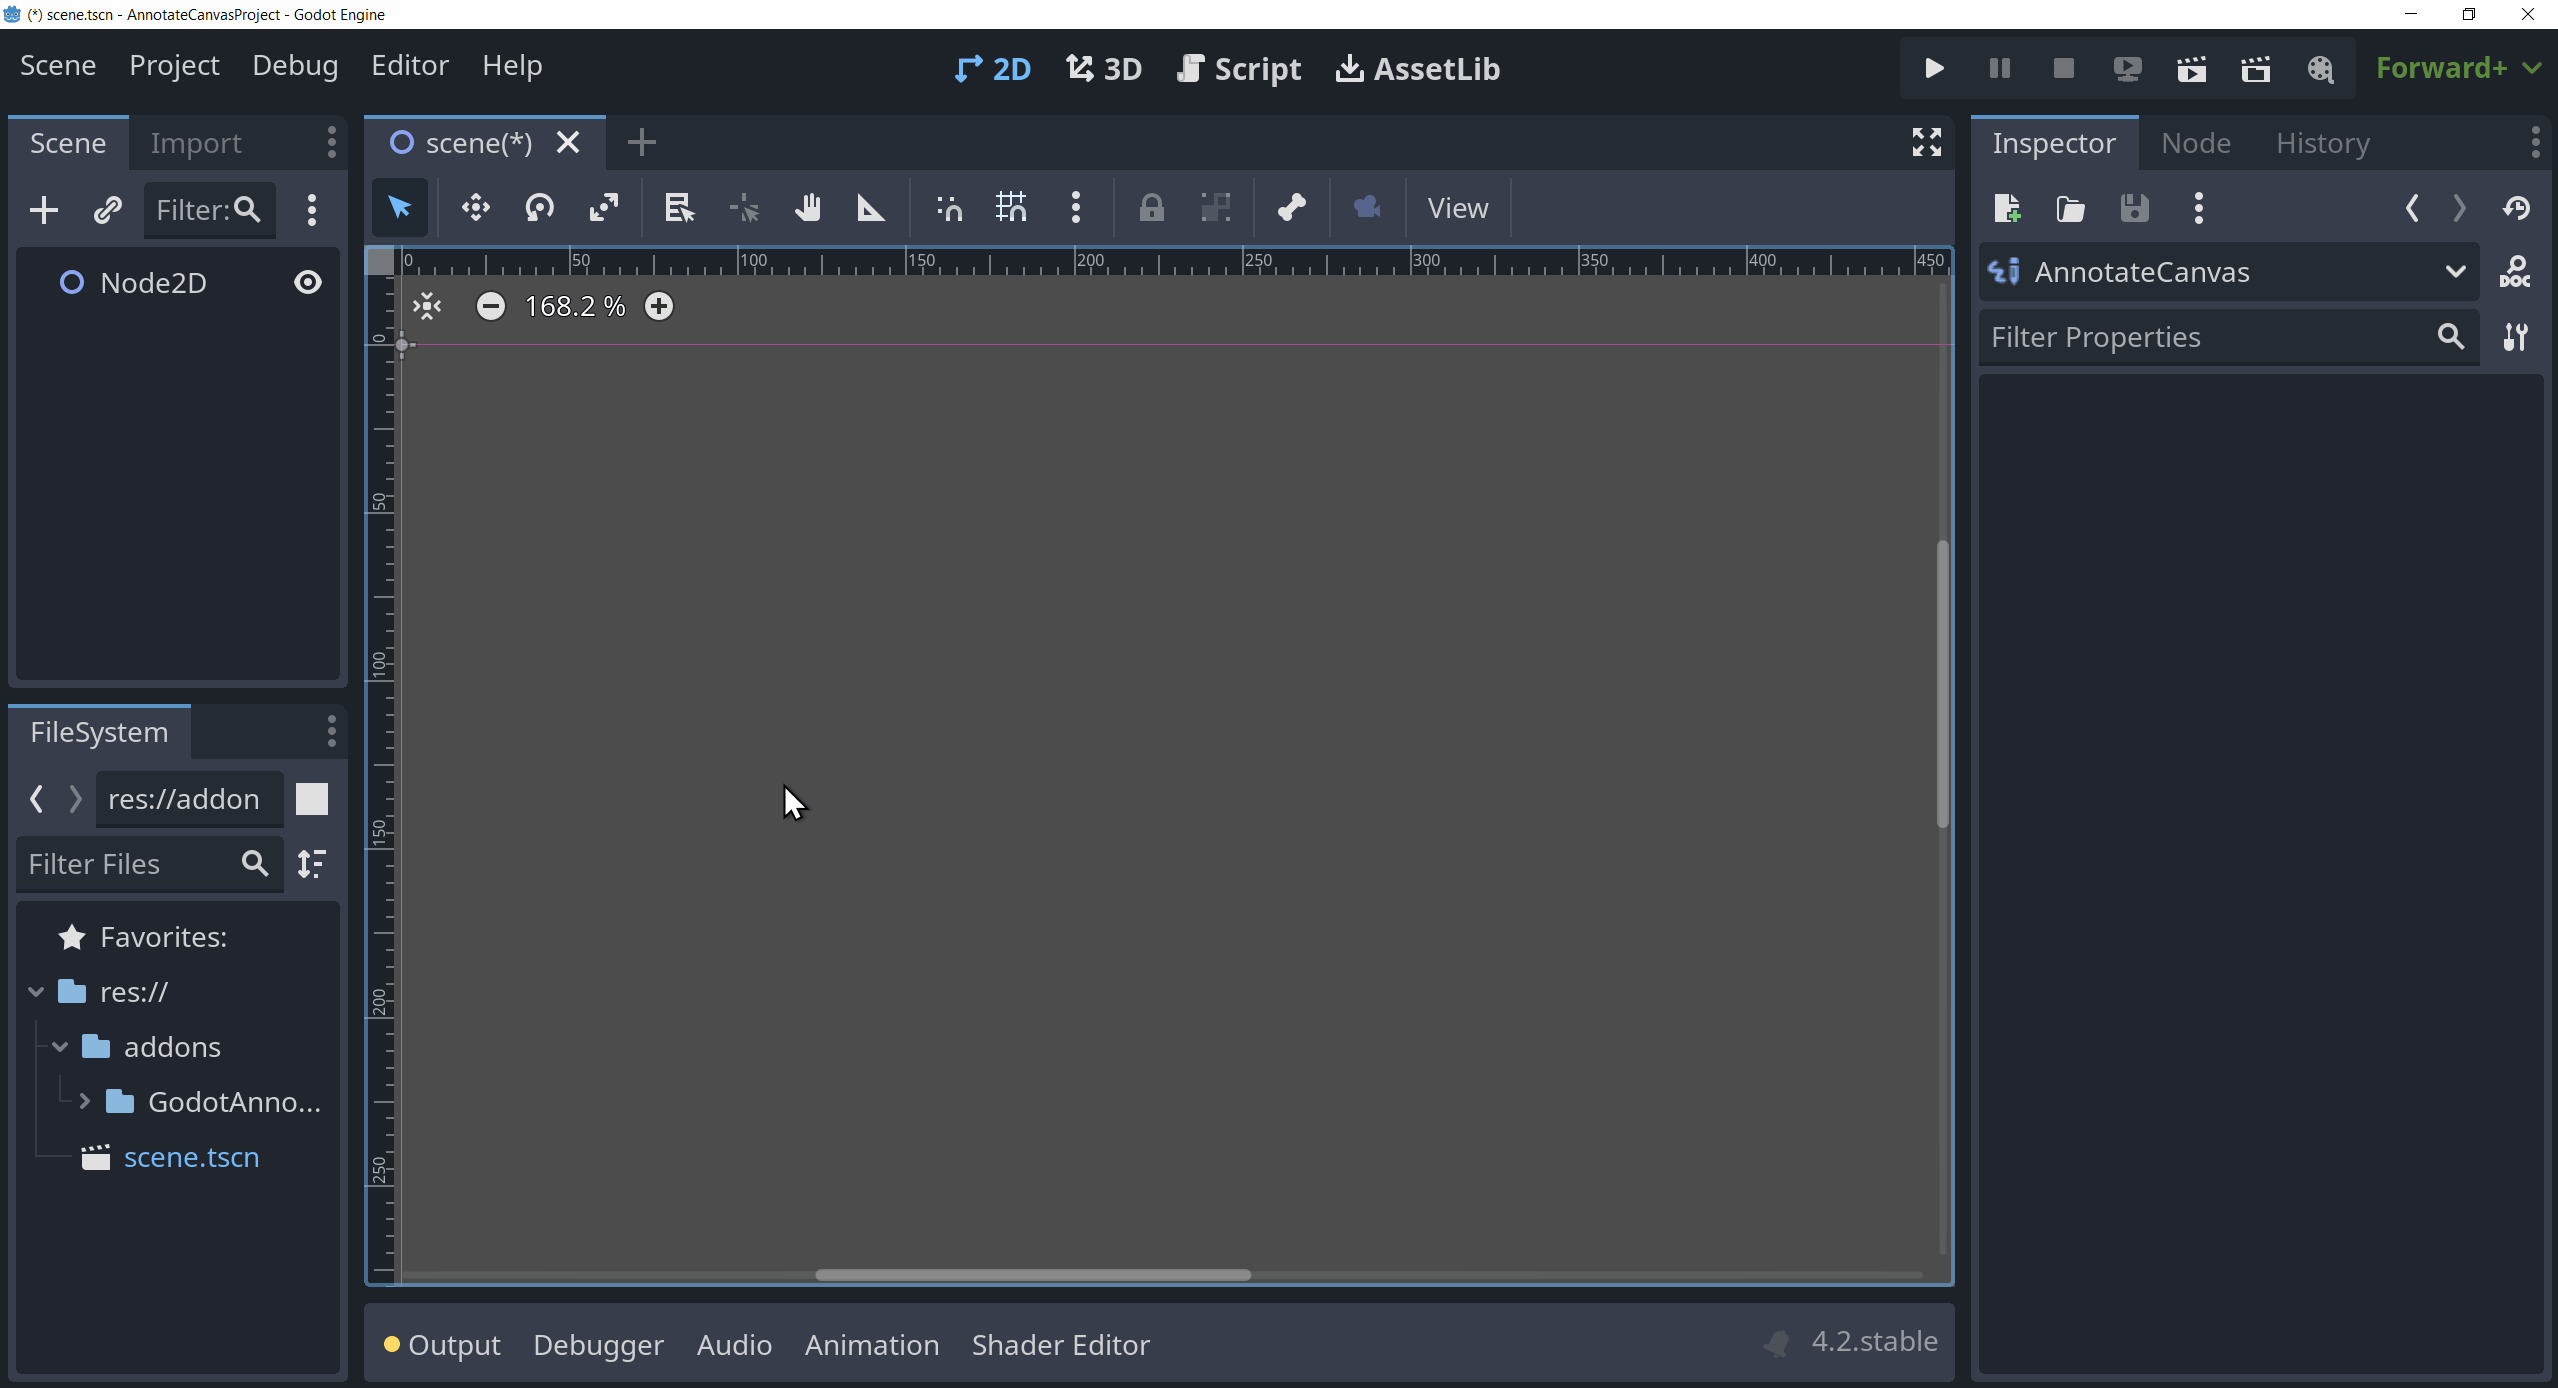 (*) scene.tscn - AnnotateCanvasProject - Godot Engine
Scene Project Debug Editor Help
2D 3D Script AssetLib
Forward+
Scene Import
scene(*)
Inspector Node History
Filter:
View
Node2D
0 50 100 150 200 250 300 350 400 450
AnnotateCanvas
DOC
168.2 %
Filter Properties
0
50
100
150
200
250
FileSystem
res://addon
Filter Files
Favorites:
res://
addons
GodotAnno...
scene.tscn
Output Debugger Audio Animation Shader Editor
4.2.stable